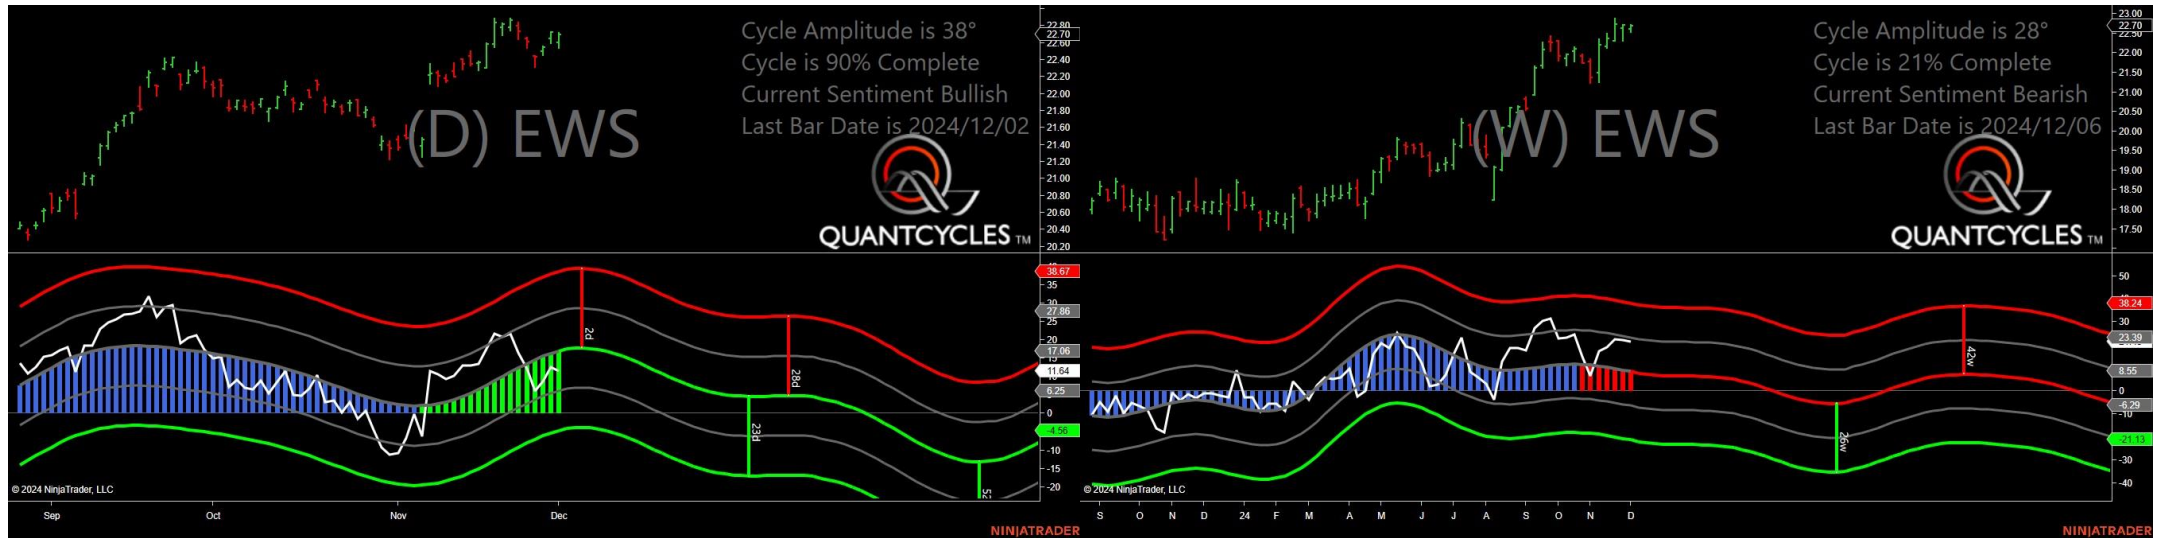 Cycle Amplitude is 38°
Cycle is 90% Complete
Current Sentiment Bullish
Last Bar Date is 2024/12/02
(D) EWS
QUANTCYCLES TM
22.80
22.70
22.60
22.40
22.20
22.00
21.80
21.60
21.40
21.20
21.00
20.80
20.60
20.40
20.20
38.67
35
30
27.86
25
20
17.06
15
11.64
6.25
0
-4.56
-10
-15
-20
2d
28d
23d
© 2024 NinjaTrader, LLC
Sep
Oct
Nov
Dec
NINJATRADER
Cycle Amplitude is 28°
Cycle is 21% Complete
Current Sentiment Bearish
Last Bar Date is 2024/12/06
(W) EWS
QUANTCYCLES TM
23.00
22.70
22.50
22.00
21.50
21.00
20.50
20.00
19.50
19.00
18.50
18.00
17.50
50
38.24
30
23.39
8.55
0
-6.29
-10
-21.13
-30
-40
42w
26w
© 2024 NinjaTrader, LLC
S O N D 24 F M A M J J A S O N D
NINJATRADER